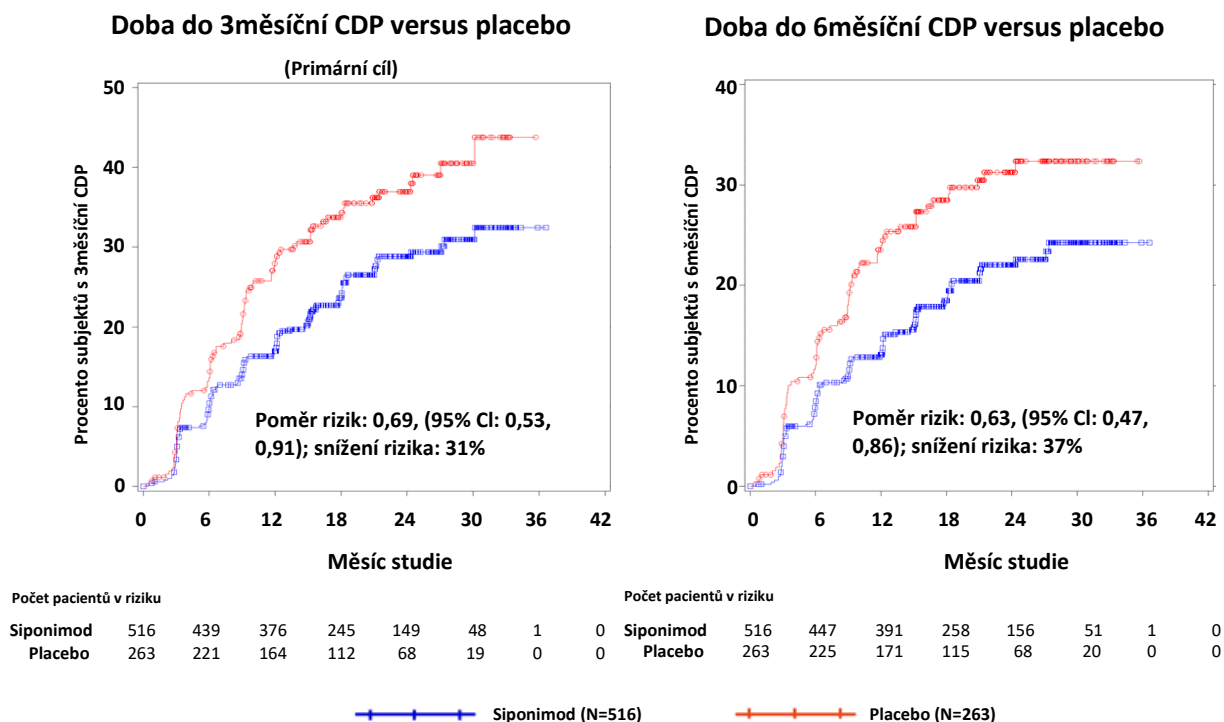 Doba do 3měsíční CDP versus placebo
(Primární cíl)
Procento subjektů s 3měsíční CDP
50
40
30
20
10
0
Poměr rizik: 0,69, (95% Cl: 0,53,
0,91); snížení rizika: 31%
0 6 12 18 24 30 36 42
Měsíc studie
Počet pacientů v riziku
Siponimod 516 439 376 245 149 48 1 0
Placebo 263 221 164 112 68 19 0 0
Doba do 6měsíční CDP versus placebo
Procento subjektů s 6měsíční CDP
40
30
20
10
0
Poměr rizik: 0,63, (95% Cl: 0,47,
0,86); snížení rizika: 37%
0 6 12 18 24 30 36 42
Měsíc studie
Počet pacientů v riziku
Siponimod 516 447 391 258 156 51 1 0
Placebo 263 225 171 115 68 20 0 0
Siponimod (N=516) Placebo (N=263)